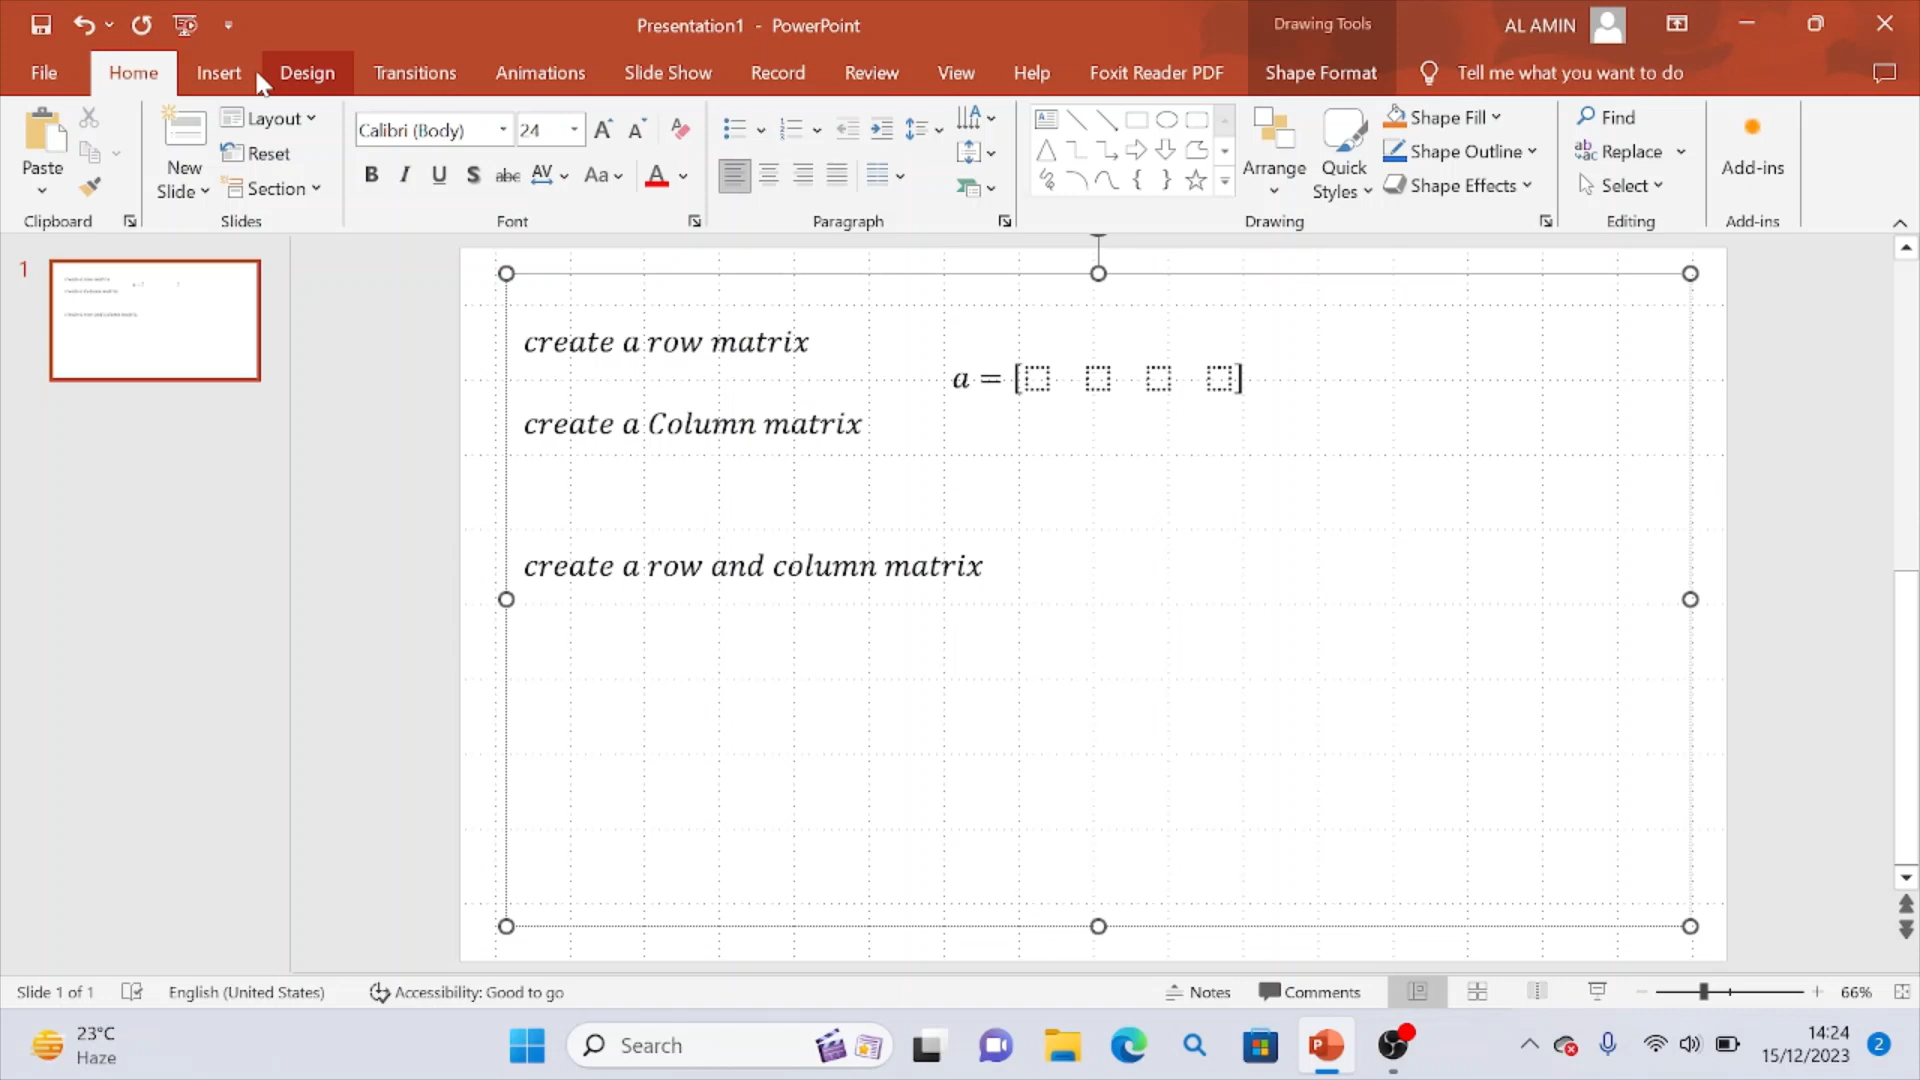 Presentation1 - PowerPoint
Drawing Tools
AL AMIN
File
Home
Insert
Design
Transitions
Animations
Slide Show
Record
Review
View
Help
Foxit Reader PDF
Shape Format
Tell me what you want to do
Paste
New Slide
Layout
Reset
Section
Calibri (Body)
24
B I U S abc AV Aa A
Arrange
Quick Styles
Shape Fill
Shape Outline
Shape Effects
Find
Replace
Select
Add-ins
Clipboard
Slides
Font
Paragraph
Drawing
Editing
Add-ins
1
create a row matrix
a = [⬚ ⬚ ⬚ ⬚]
create a Column matrix
create a row and column matrix
Slide 1 of 1
English (United States)
Accessibility: Good to go
Notes
Comments
66%
23°C
Haze
Search
14:24
15/12/2023
2